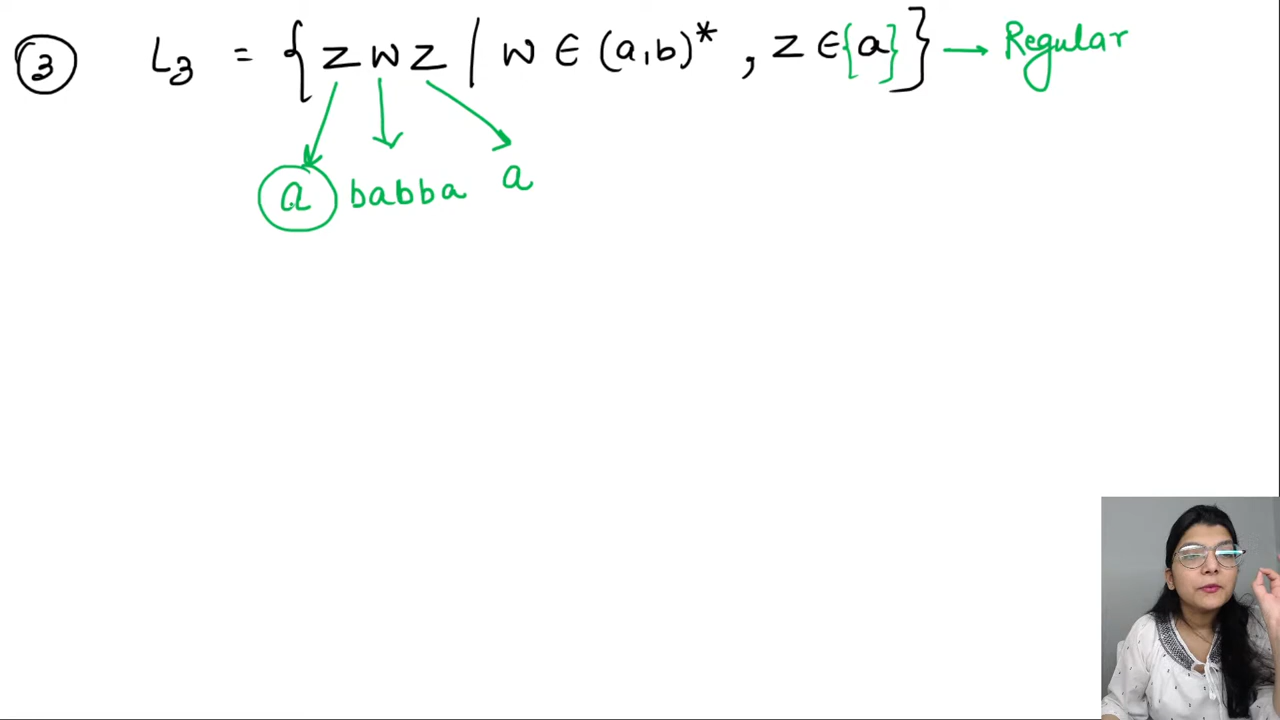 ③ L₃ = { z w z | w ∈ (a,b)* , z ∈ {a} } → Regular
a babba a